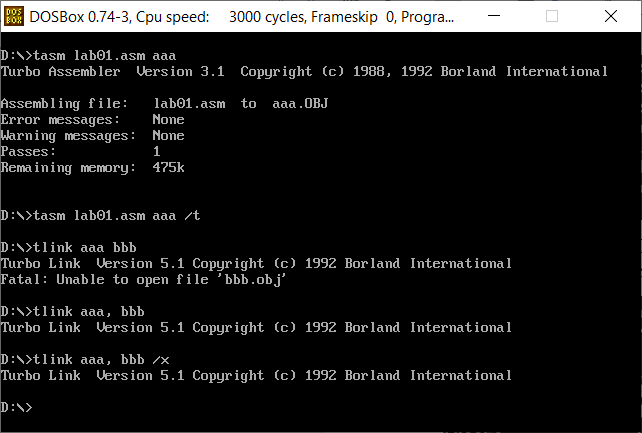 DOS
BOX
DOSBox 0.74-3, Cpu speed: 3000 cycles, Frameskip 0, Progra...
D:\>tasm lab01.asm aaa
Turbo Assembler Version 3.1 Copyright (c) 1988, 1992 Borland International
Assembling file: lab01.asm to aaa.OBJ
Error messages: None
Warning messages: None
Passes: 1
Remaining memory: 475k
D:\>tasm lab01.asm aaa /t
D:\>tlink aaa bbb
Turbo Link Version 5.1 Copyright (c) 1992 Borland International
Fatal: Unable to open file 'bbb.obj'
D:\>tlink aaa, bbb
Turbo Link Version 5.1 Copyright (c) 1992 Borland International
D:\>tlink aaa, bbb /x
Turbo Link Version 5.1 Copyright (c) 1992 Borland International
D:\>